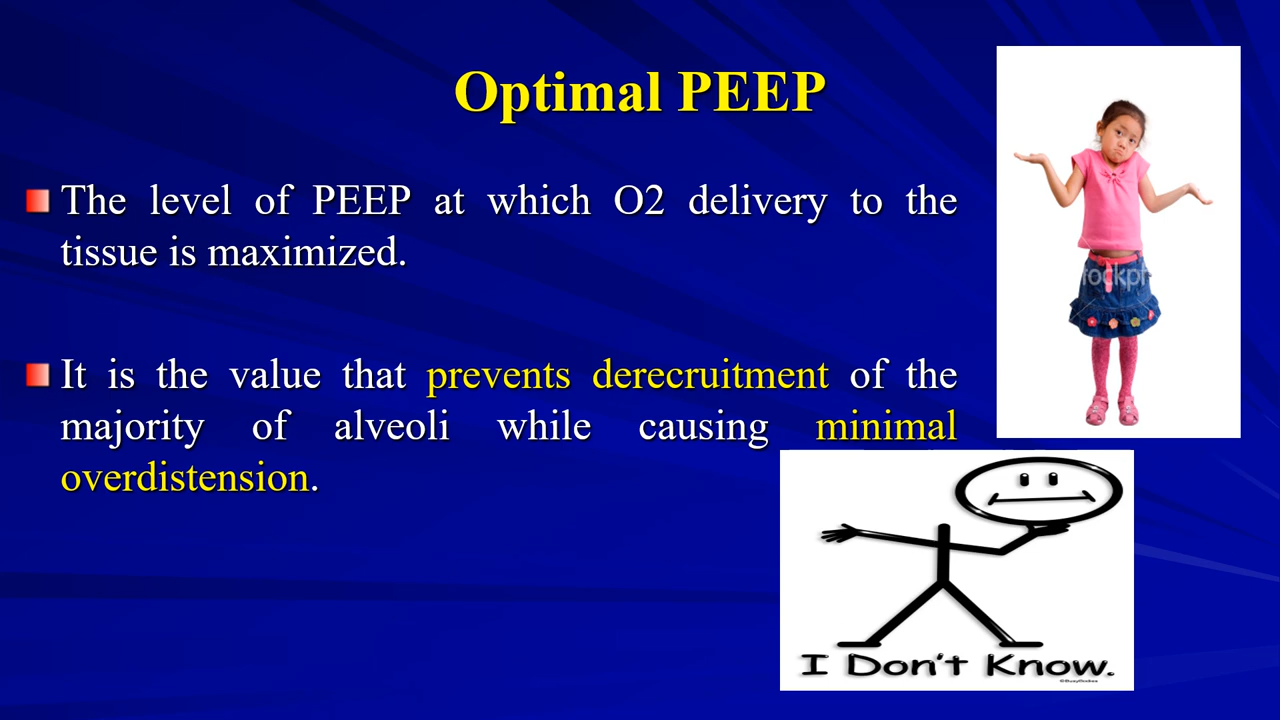 Optimal PEEP
The level of PEEP at which O2 delivery to the
tissue is maximized.
It is the value that prevents derecruitment of the
majority of alveoli while causing minimal
overdistension.
I Don't Know.